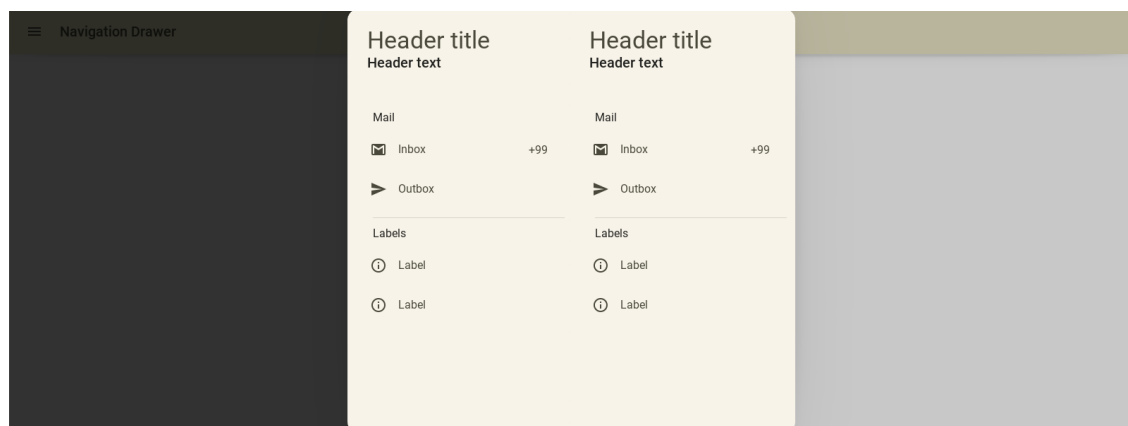 Navigation Drawer
Header title
Header text
Mail
Inbox +99
Outbox
Labels
Label
Label
Header title
Header text
Mail
Inbox +99
Outbox
Labels
Label
Label